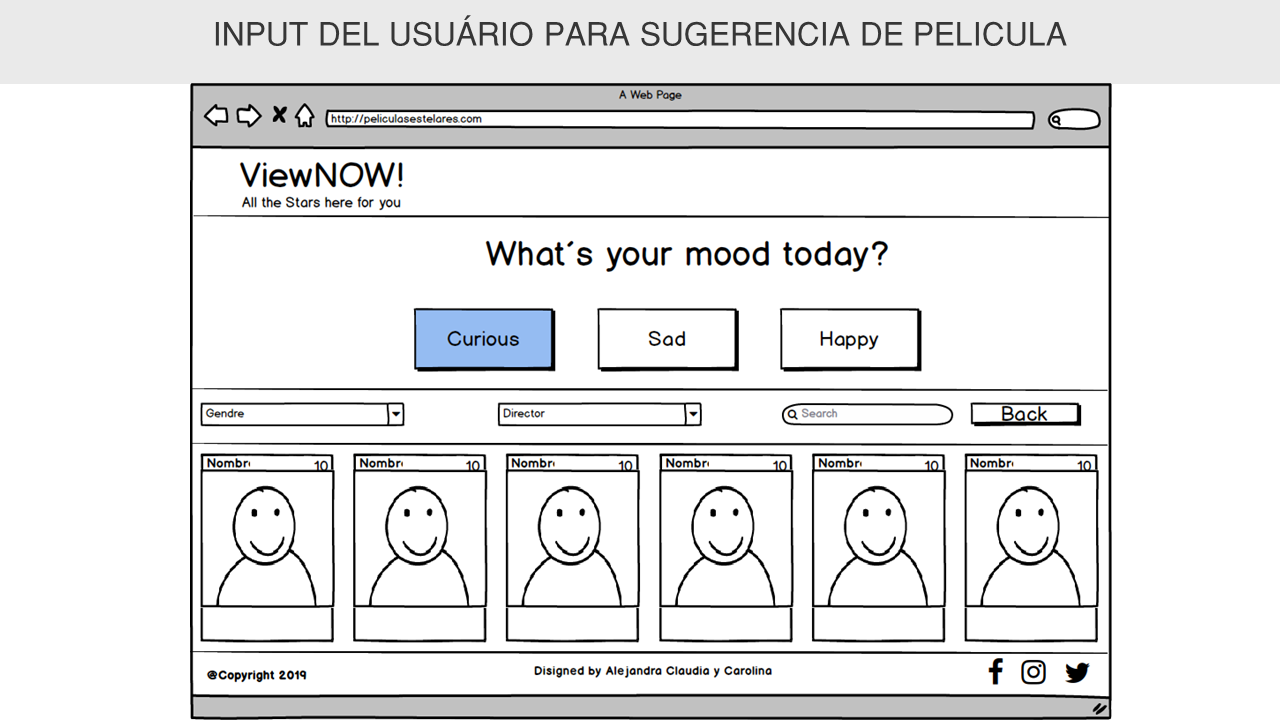 INPUT DEL USUÁRIO PARA SUGERENCIA DE PELICULA
A Web Page
http://peliculasestelares.com
ViewNOW!
All the Stars here for you
What´s your mood today?
Curious Sad Happy
Gendre Director Search Back
Nombr 10 Nombr 10 Nombr 10 Nombr 10 Nombr 10 Nombr 10
@Copyright 2019 Disigned by Alejandra Claudia y Carolina